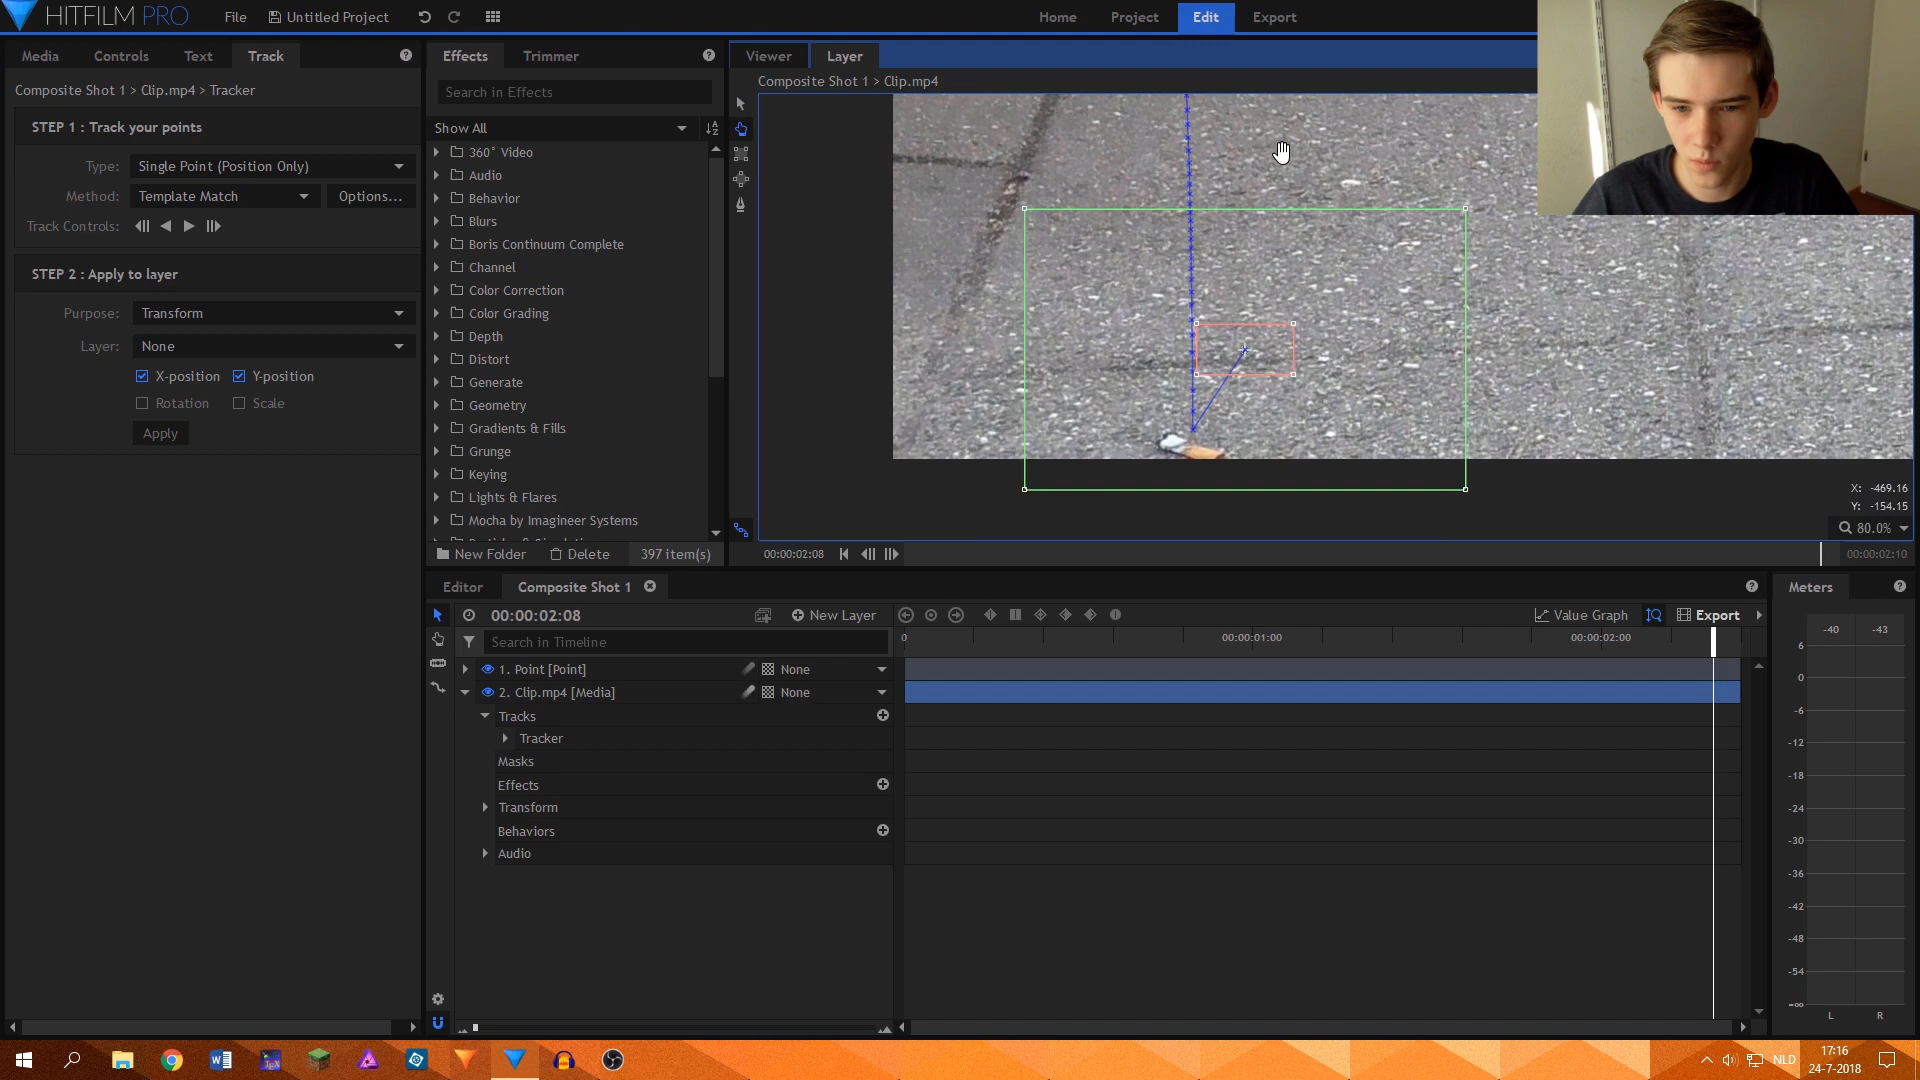 HITFILM PRO File Untitled Project Home Project Edit Export
Media Controls Text Track Effects Trimmer Viewer Layer
Composite Shot 1 > Clip.mp4 > Tracker
Search in Effects
Composite Shot 1 > Clip.mp4
STEP 1 : Track your points
Type: Single Point (Position Only)
Method: Template Match Options...
Track Controls:
STEP 2 : Apply to layer
Purpose: Transform
Layer: None
X-position Y-position
Rotation Scale
Apply
Show All
360° Video
Audio
Behavior
Blurs
Boris Continuum Complete
Channel
Color Correction
Color Grading
Depth
Distort
Generate
Geometry
Gradients & Fills
Grunge
Keying
Lights & Flares
Mocha by Imagineer Systems
New Folder Delete 397 item(s)
X: -469.16
Y: -154.15
80.0%
00:00:02:08 00:00:02:10
Editor Composite Shot 1 Meters
00:00:02:08 New Layer Value Graph Export
Search in Timeline
0 00:00:01:00 00:00:02:00
1. Point [Point] None
2. Clip.mp4 [Media] None
Tracks
Tracker
Masks
Effects
Transform
Behaviors
Audio
-40 -43
6
0
-6
-12
-18
-24
-30
-36
-42
-48
-54
-∞
L R
NLD 17:16
24-7-2018